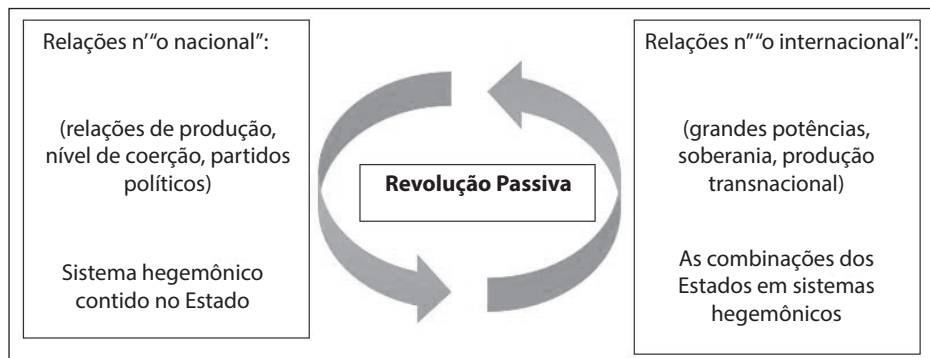 Relações n’“o nacional”:
(relações de produção,
nível de coerção, partidos
políticos)
Sistema hegemônico
contido no Estado
Revolução Passiva
Relações n”“o internacional”:
(grandes potências,
soberania, produção
transnacional)
As combinações dos
Estados em sistemas
hegemônicos